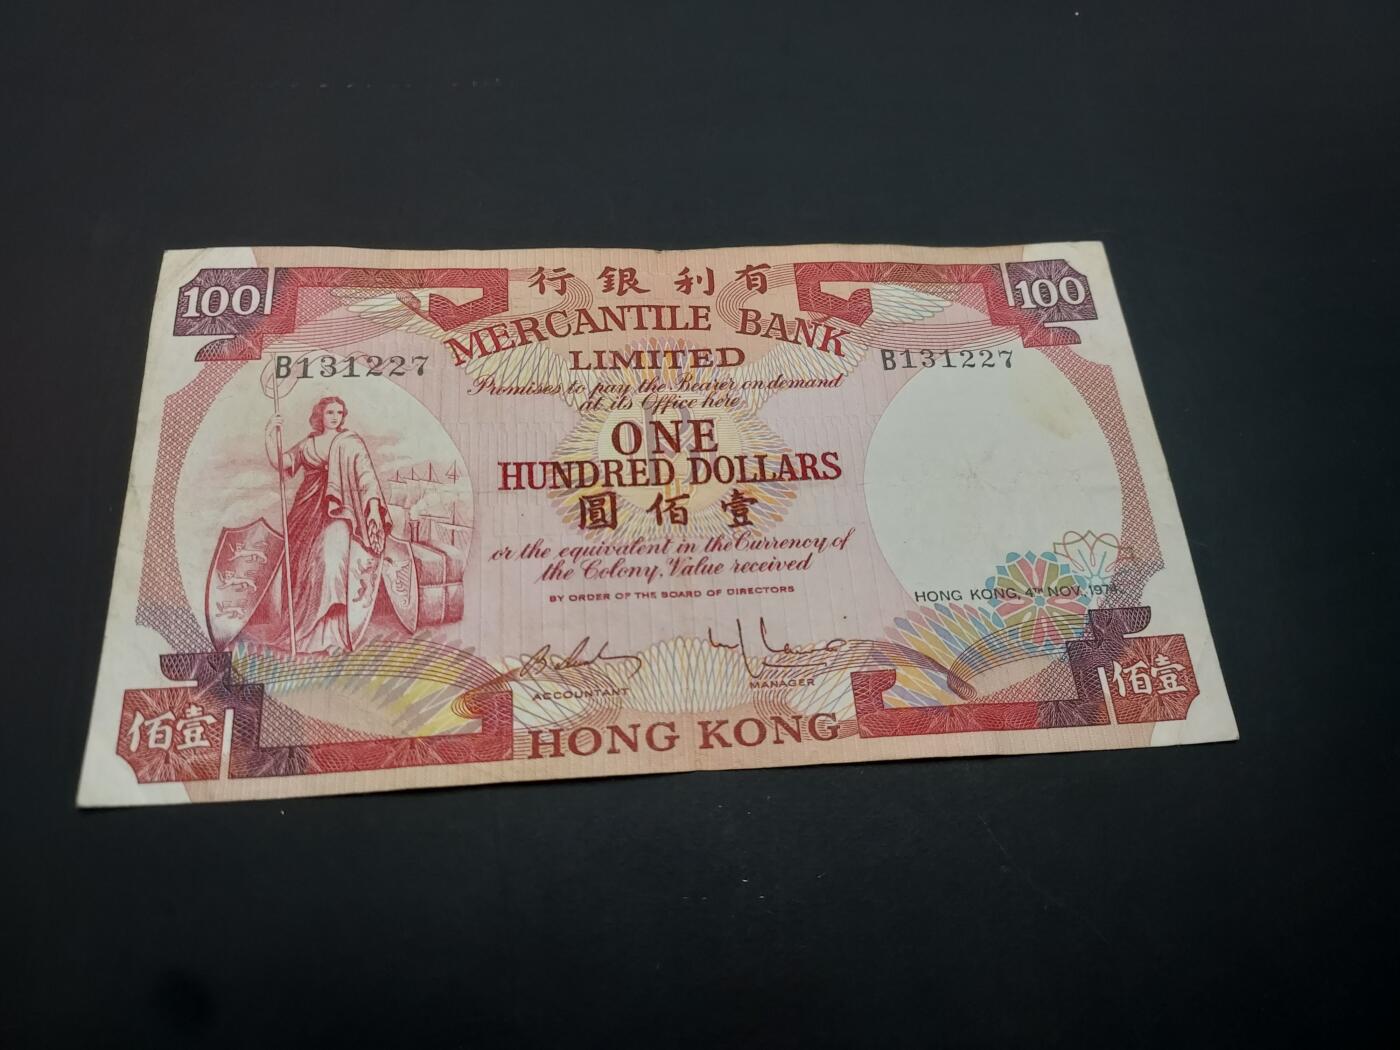 行銀利有
100 100
MERCANTILE BANK
LIMITED
B131227 B131227
Promises to pay the Bearer on demand
at its Office here
ONE
HUNDRED DOLLARS
圓佰壹
or the equivalent in the Currency of
the Colony, Value received
BY ORDER OF THE BOARD OF DIRECTORS
HONG KONG, 4TH NOV., 1974.
ACCOUNTANT MANAGER
佰壹 佰壹
HONG KONG